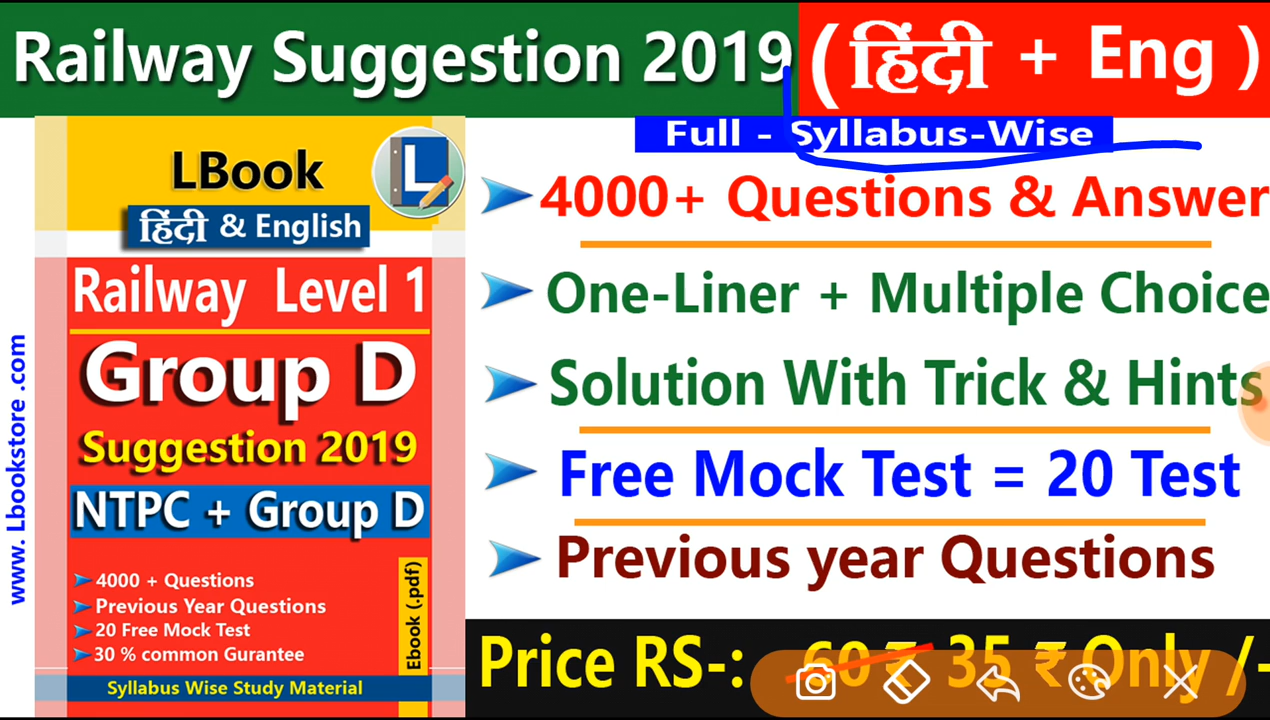 Railway Suggestion 2019 (हिंदी + Eng )
Full - Syllabus-Wise
LBook
L
हिंदी & English
Railway Level 1
Group D
Suggestion 2019
NTPC + Group D
4000 + Questions
Previous Year Questions
20 Free Mock Test
30 % common Gurantee
Ebook (.pdf)
Syllabus Wise Study Material
www. Lbookstore .com
4000+ Questions & Answer
One-Liner + Multiple Choice
Solution With Trick & Hints
Free Mock Test = 20 Test
Previous year Questions
Price RS-: 60 ₹ 35 ₹ Only /-